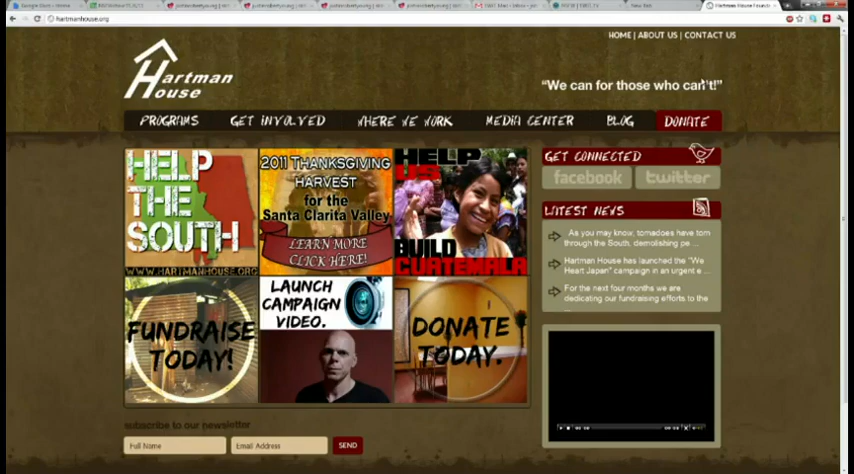 hartmanhouse.org
HOME | ABOUT US | CONTACT US
Hartman
House
“We can for those who can't!”
PROGRAMS
GET INVOLVED
WHERE WE WORK
MEDIA CENTER
BLOG
DONATE
HELP
THE
SOUTH
WWW.HARTMANHOUSE.ORG
2011 THANKSGIVING
HARVEST
for the
Santa Clarita Valley
LEARN MORE
CLICK HERE!
HELP
US
BUILD
GUATEMALA
FUNDRAISE
TODAY!
LAUNCH
CAMPAIGN
VIDEO.
DONATE
TODAY.
GET CONNECTED
facebook
twitter
LATEST NEWS
As you may know, tornadoes have torn
through the South, demolishing pe ...
Hartman House has launched the "We
Heart Japan" campaign in an urgent e ...
For the next four months we are
dedicating our fundraising efforts to the
...
subscribe to our newsletter
Full Name
Email Address
SEND